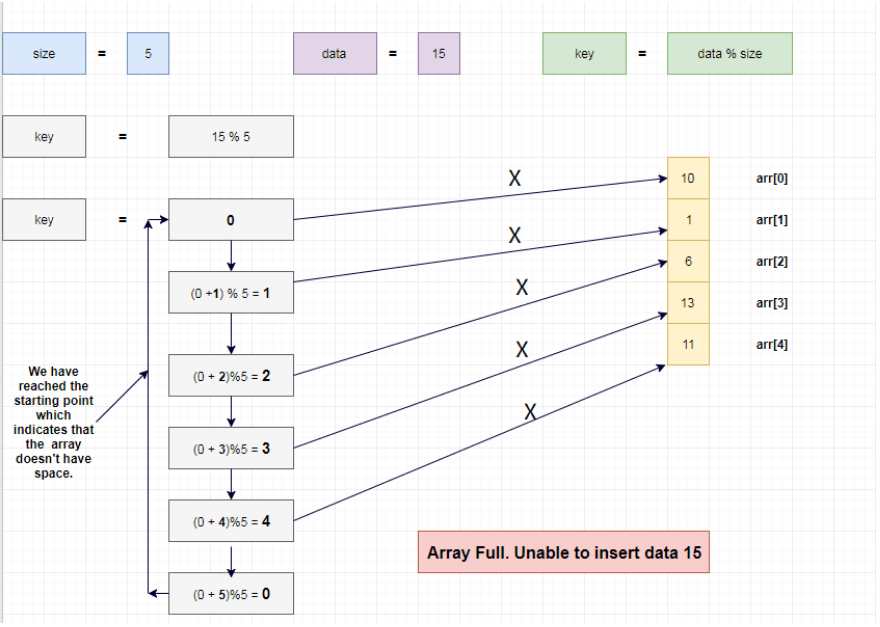 size = 5 data = 15 key = data % size
key = 15 % 5
X
10 arr[0]
key = 0
1 arr[1]
X
6 arr[2]
(0 +1) % 5 = 1
X
13 arr[3]
X
11 arr[4]
(0 + 2)%5 = 2
We have
reached the
starting point
which
indicates that
the array
doesn't have
space.
X
(0 + 3)%5 = 3
(0 + 4)%5 = 4
Array Full. Unable to insert data 15
(0 + 5)%5 = 0